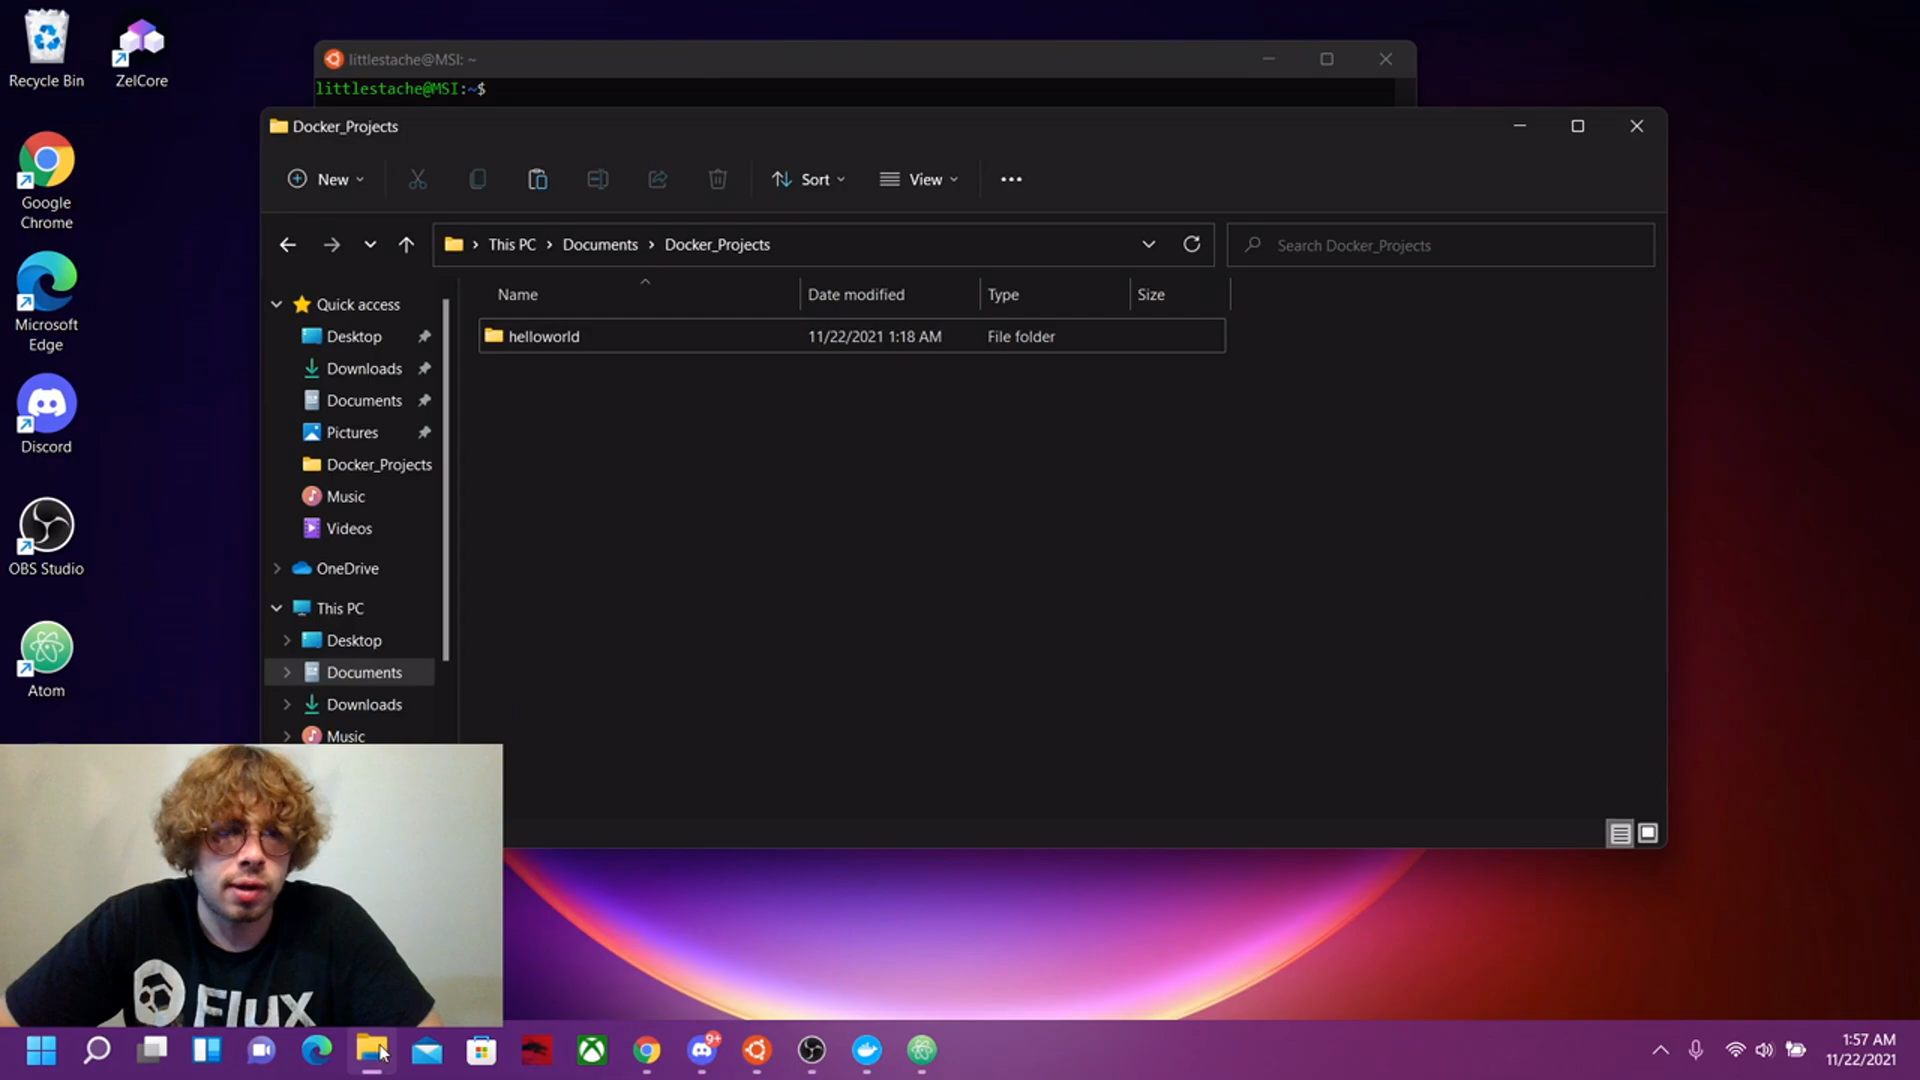 Recycle Bin
ZelCore
Google
Chrome
Microsoft
Edge
Discord
OBS Studio
Atom
littlestache@MSI: ~
littlestache@MSI:~$
Docker_Projects
New
Sort
View
This PC
Documents
Docker_Projects
Search Docker_Projects
Name
Date modified
Type
Size
helloworld
11/22/2021 1:18 AM
File folder
Quick access
Desktop
Downloads
Documents
Pictures
Docker_Projects
Music
Videos
OneDrive
This PC
Desktop
Documents
Downloads
Music
Flux
9+
1:57 AM
11/22/2021